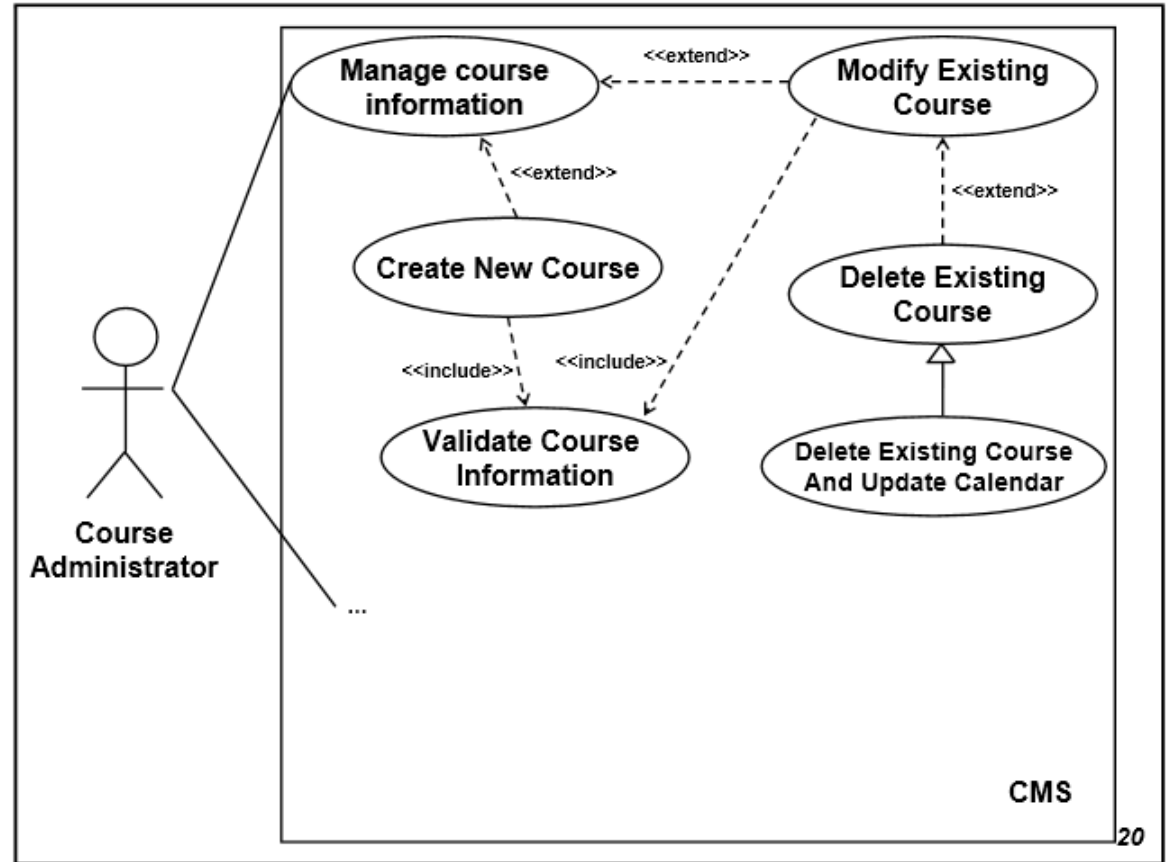 Manage course
information
<<extend>>
Modify Existing
Course
<<extend>>
<<extend>>
Create New Course
Delete Existing
Course
<<include>>
<<include>>
Validate Course
Information
Delete Existing Course
And Update Calendar
Course
Administrator
...
CMS
20